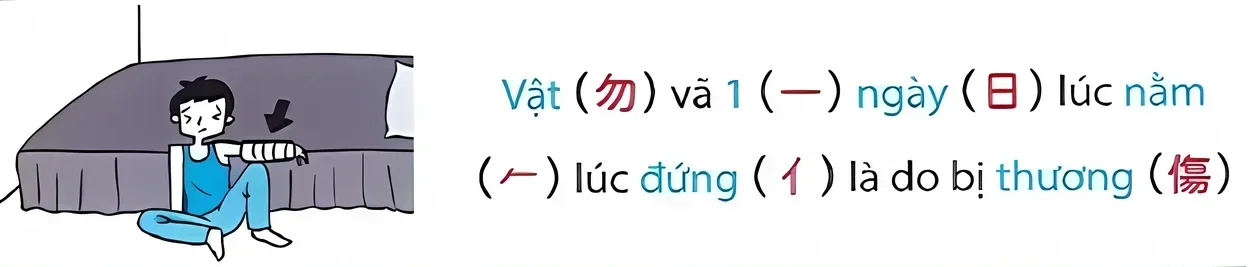 Vật (勿) vã 1 (一) ngày (日) lúc nằm
(𠂉) lúc đứng (亻) là do bị thương (傷)